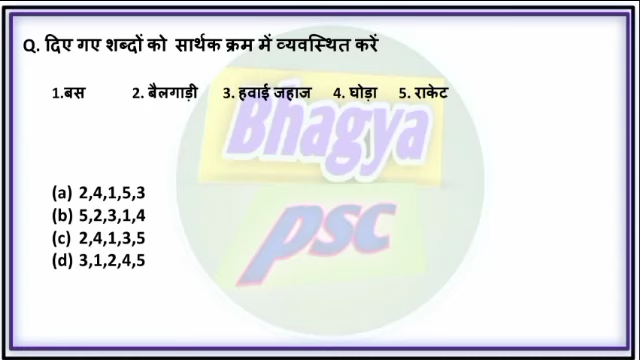 Q. दिए गए शब्दों को सार्थक क्रम में व्यवस्थित करें
1.बस 2. बैलगाड़ी 3. हवाई जहाज 4. घोड़ा 5. राकेट
Bhagya
PSC
(a) 2,4,1,5,3
(b) 5,2,3,1,4
(c) 2,4,1,3,5
(d) 3,1,2,4,5